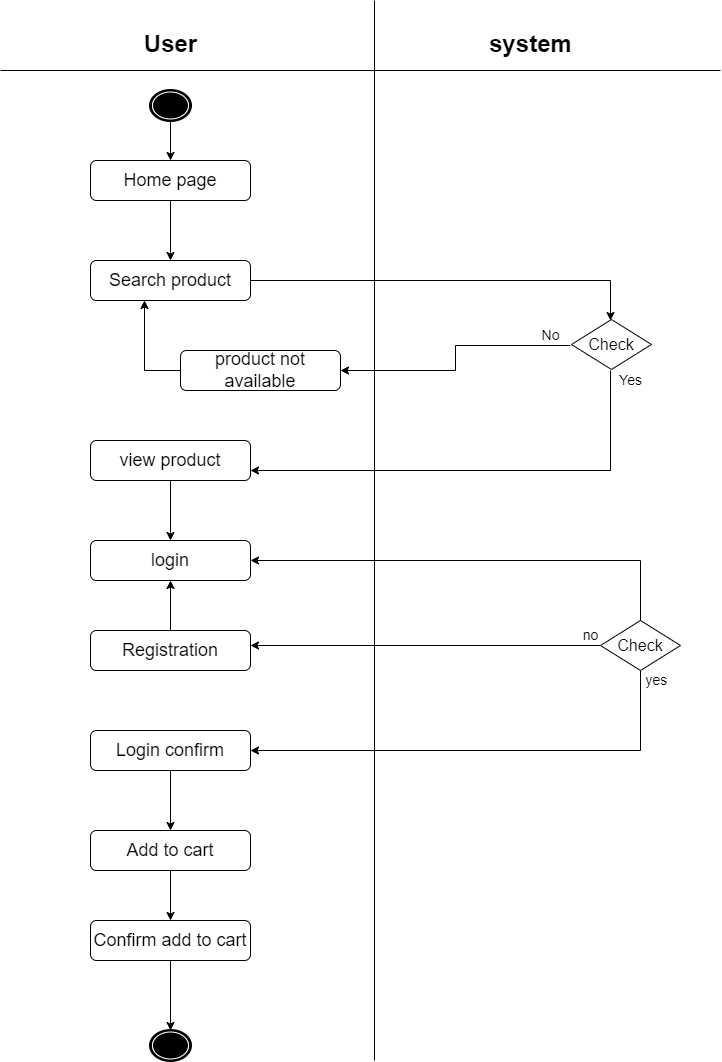 User
system
Home page
Search product
No
Check
product not
available
Yes
view product
login
no
Check
Registration
yes
Login confirm
Add to cart
Confirm add to cart